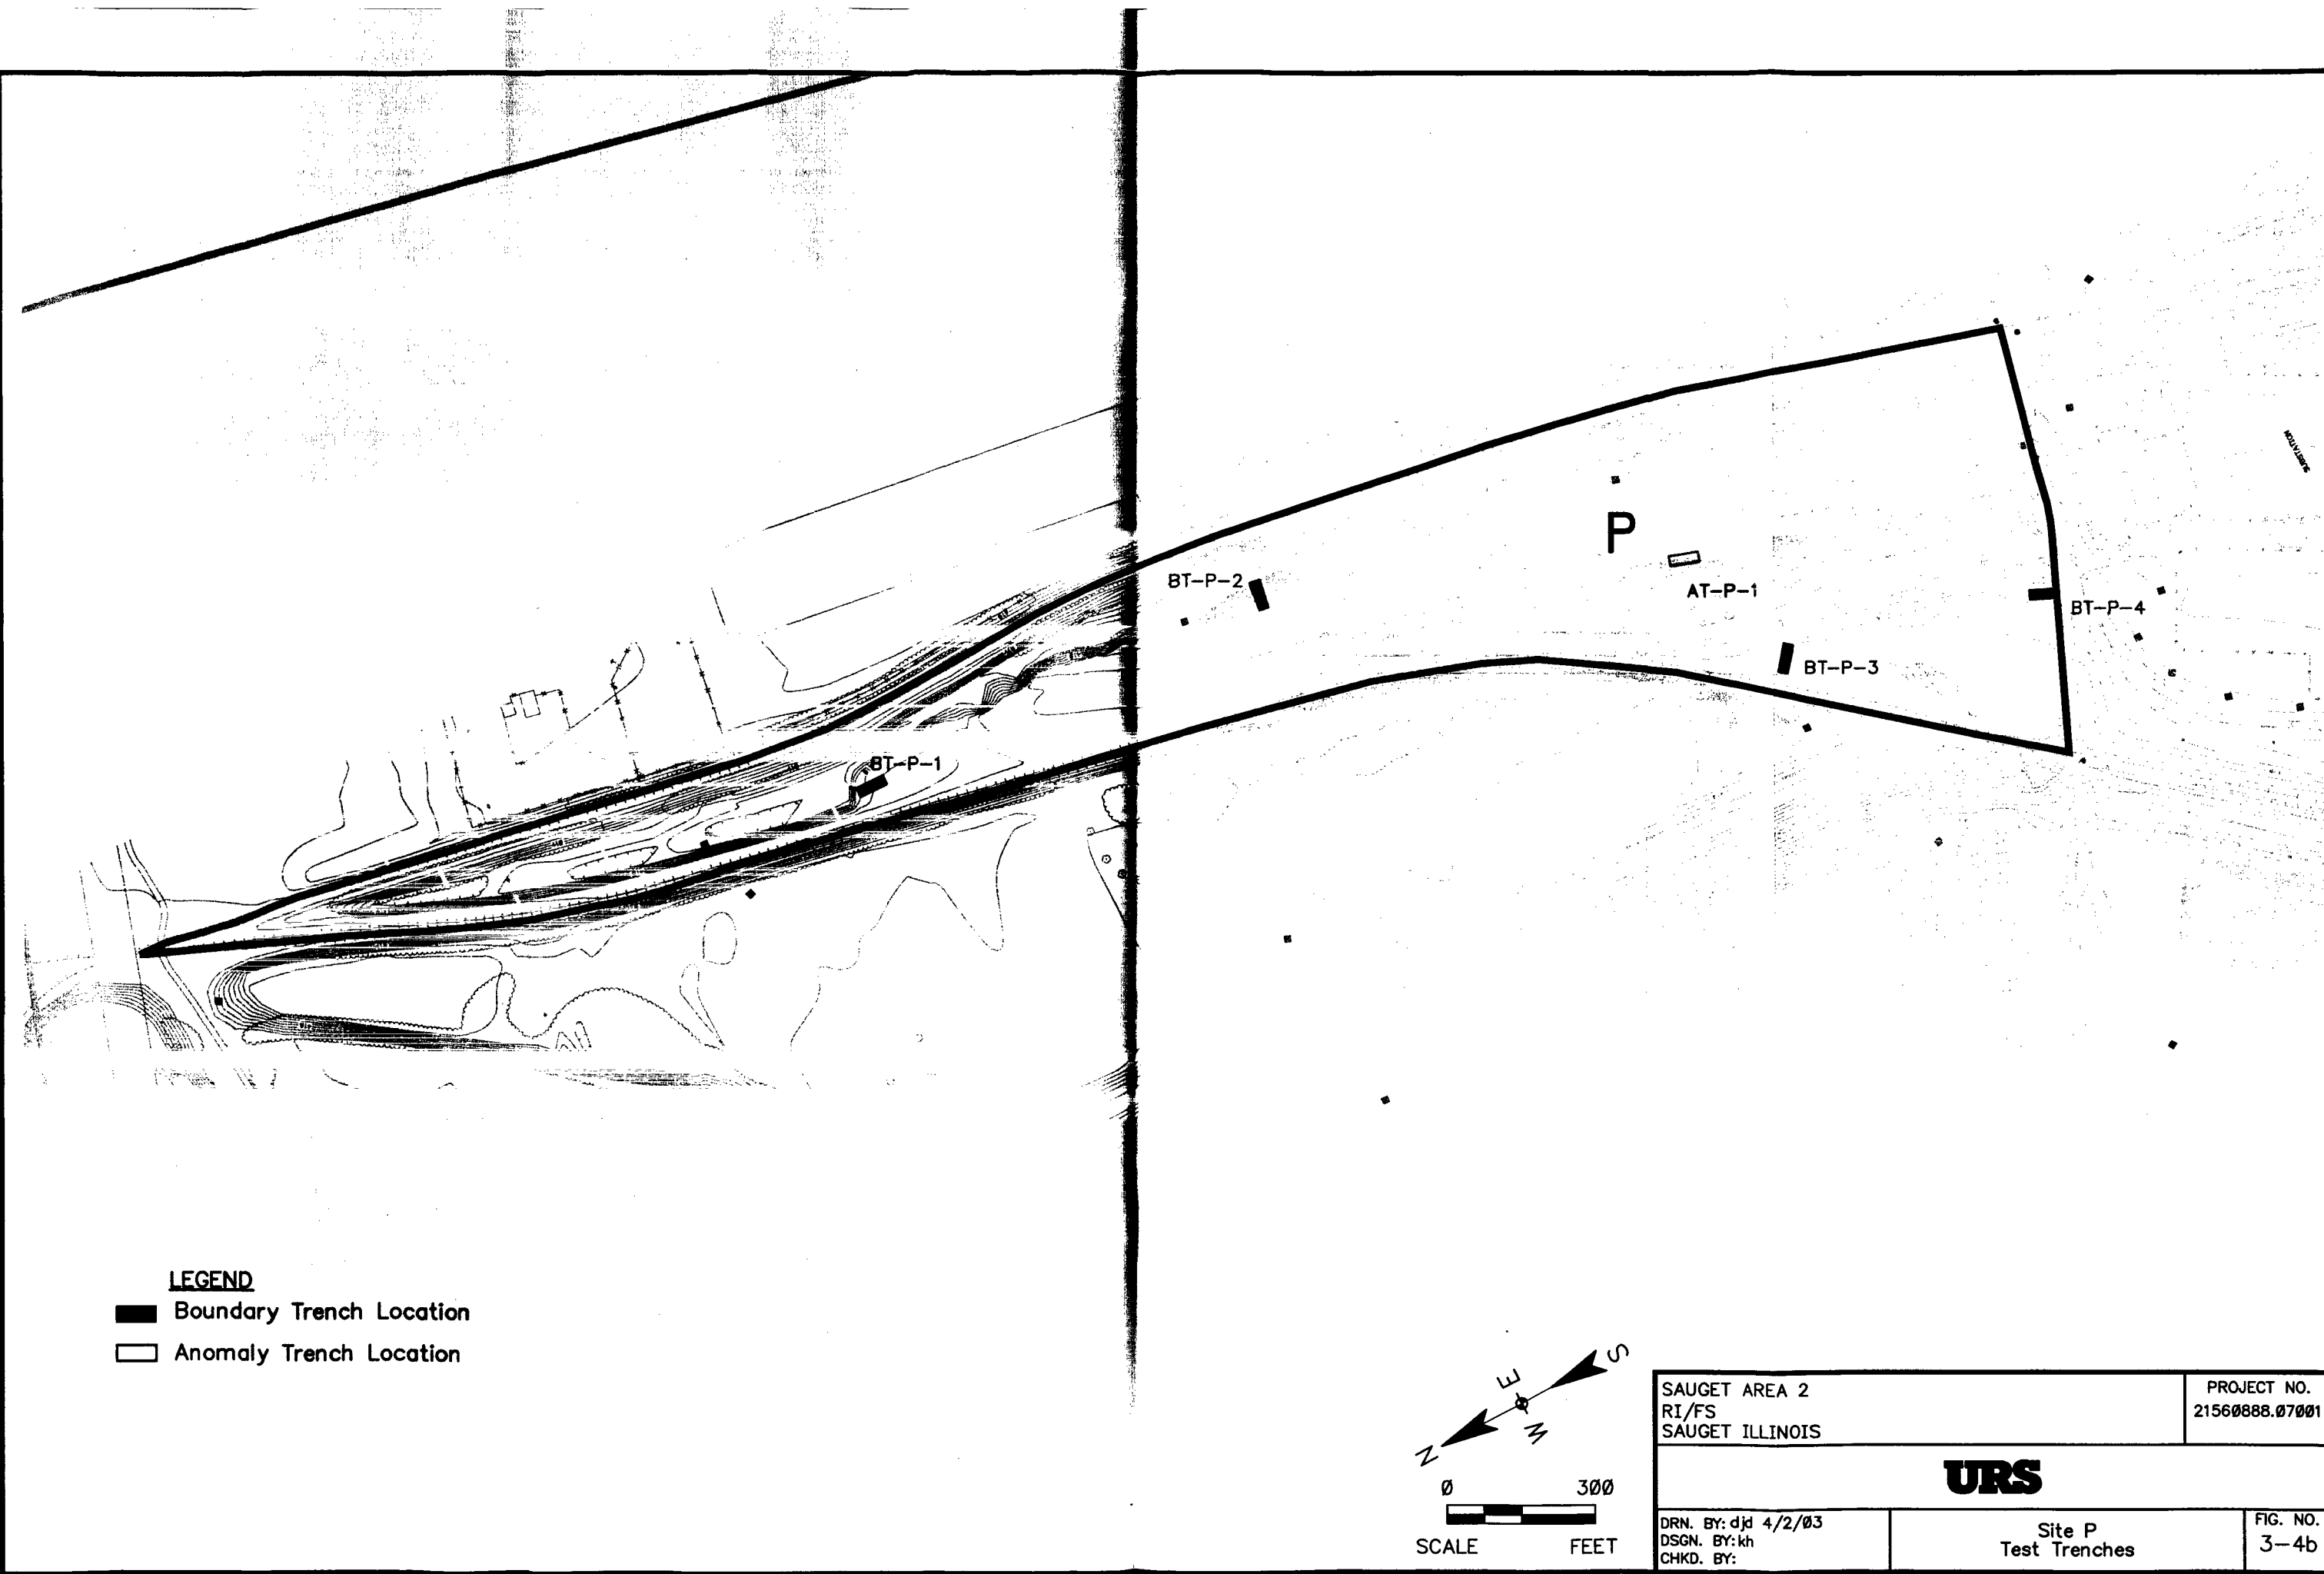 SUBSTATION
P
BT-P-2
AT-P-1
BT-P-4
BT-P-3
BT-P-1
LEGEND
Boundary Trench Location
Anomaly Trench Location
S
E
W
N
0 300
SCALE FEET
SAUGET AREA 2
RI/FS
SAUGET ILLINOIS
PROJECT NO.
21560888.07001
URS
DRN. BY: djd 4/2/03
DSGN. BY: kh
CHKD. BY:
Site P
Test Trenches
FIG. NO.
3-4b